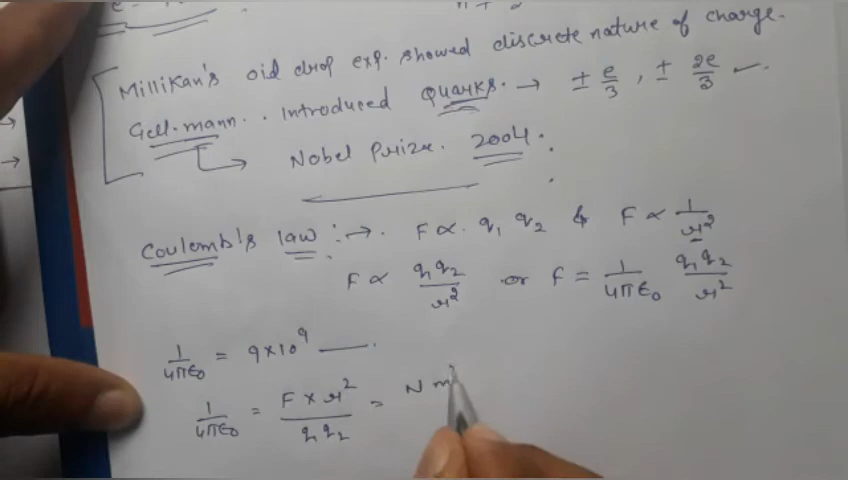 Millikan's oid drop exp. showed discrete nature of charge.
Gell-mann.. Introduced Quarks. → ± e/3 , ± 2e/3
Nobel Prize. 2004.
Coulomb's law :→. F ∝. q₁ q₂ & F ∝ 1/r²
F ∝ q₁q₂/r² or F = 1/4πε₀ q₁q₂/r²
1/4πε₀ = 9×10⁹ —.
1/4πε₀ = F × r²/q₁q₂ = N m²